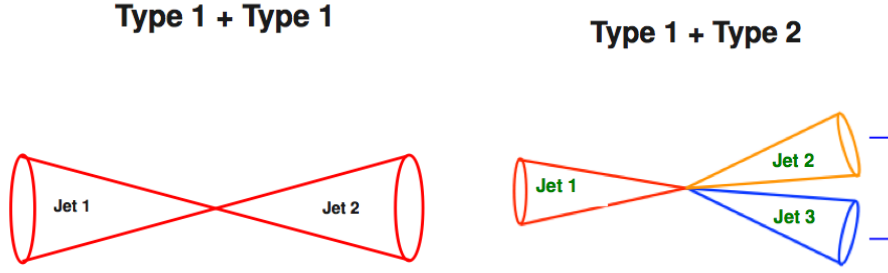 Type 1 + Type 1
Jet 1
Jet 2
Type 1 + Type 2
Jet 1
Jet 2
Jet 3